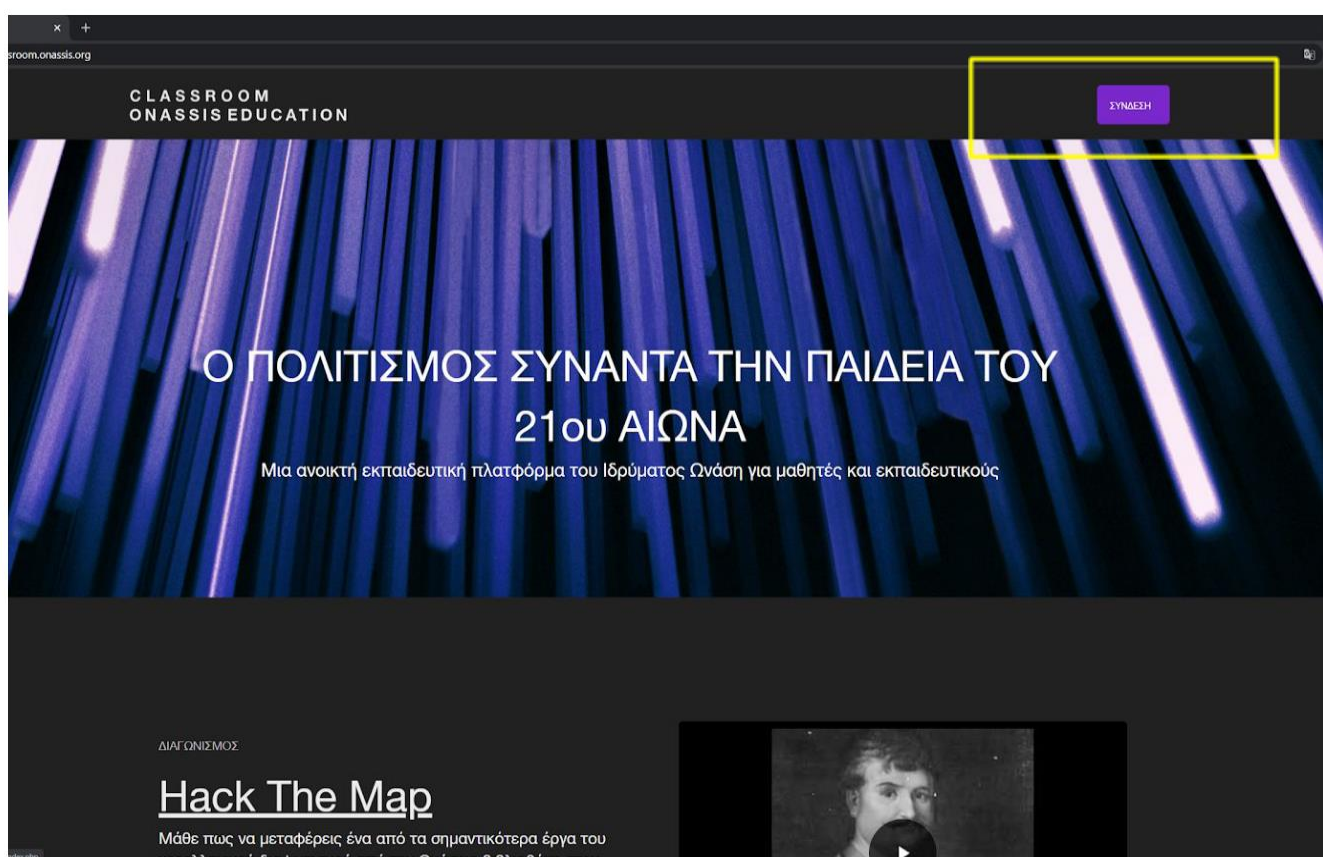 sroom.onassis.org
CLASSROOM
ONASSIS EDUCATION
ΣΥΝΔΕΣΗ
Ο ΠΟΛΙΤΙΣΜΟΣ ΣΥΝΑΝΤΑ ΤΗΝ ΠΑΙΔΕΙΑ ΤΟΥ
21ου ΑΙΩΝΑ
Μια ανοικτή εκπαιδευτική πλατφόρμα του Ιδρύματος Ωνάση για μαθητές και εκπαιδευτικούς
ΔΙΑΓΩΝΙΣΜΟΣ
Hack The Map
Μάθε πως να μεταφέρεις ένα από τα σημαντικότερα έργα του